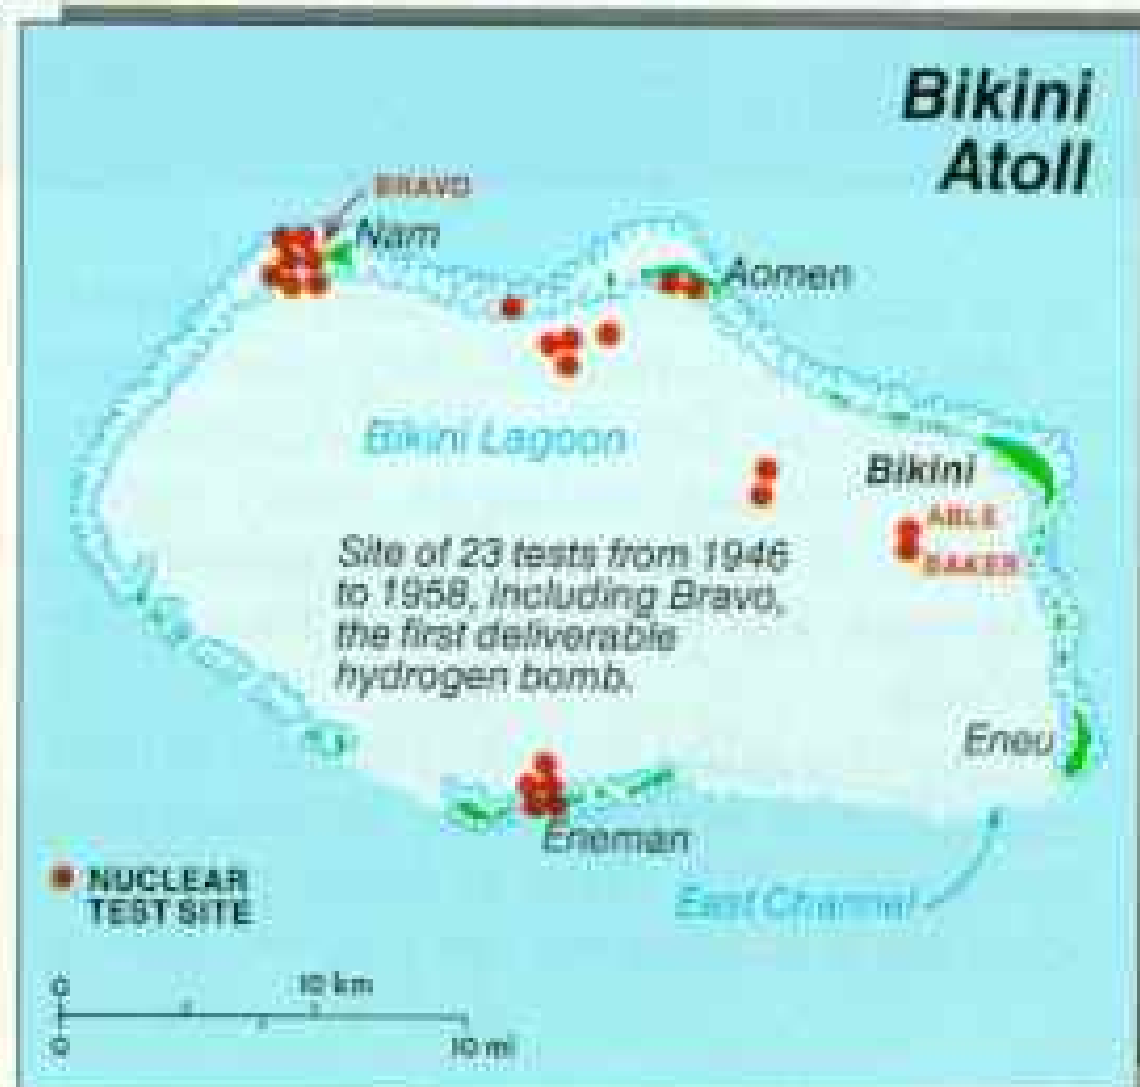 Bikini
Atoll
BRAVO
Nam
Aomen
Bikini Lagoon
Bikini
ABLE
BAKER
Site of 23 tests from 1946
to 1958, including Bravo,
the first deliverable
hydrogen bomb.
Eneu
Eneman
East Channel
NUCLEAR
TEST SITE
0 10 km
0 10 mi